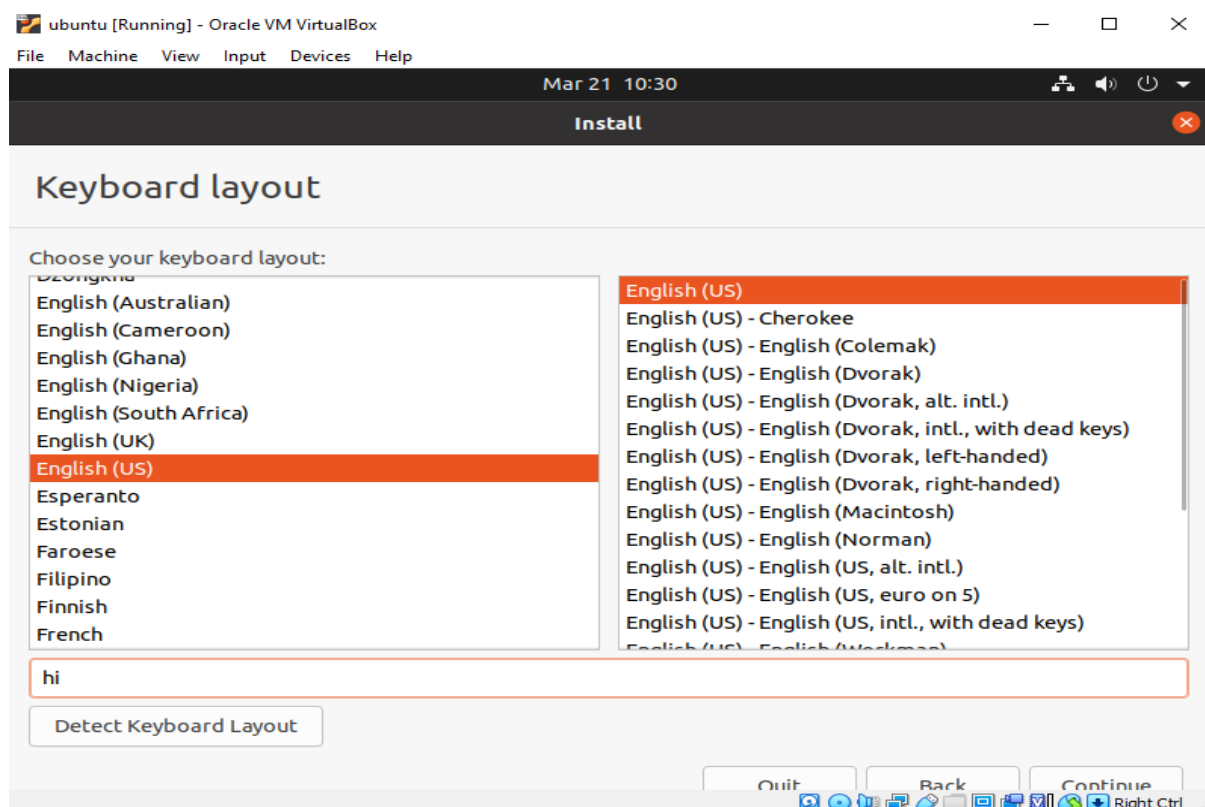 ubuntu [Running] - Oracle VM VirtualBox
File Machine View Input Devices Help
Mar 21 10:30
Install
Keyboard layout
Choose your keyboard layout:
Dzongkha
English (Australian)
English (Cameroon)
English (Ghana)
English (Nigeria)
English (South Africa)
English (UK)
English (US)
Esperanto
Estonian
Faroese
Filipino
Finnish
French
English (US)
English (US) - Cherokee
English (US) - English (Colemak)
English (US) - English (Dvorak)
English (US) - English (Dvorak, alt. intl.)
English (US) - English (Dvorak, intl., with dead keys)
English (US) - English (Dvorak, left-handed)
English (US) - English (Dvorak, right-handed)
English (US) - English (Macintosh)
English (US) - English (Norman)
English (US) - English (US, alt. intl.)
English (US) - English (US, euro on 5)
English (US) - English (US, intl., with dead keys)
English (US) - English (Workman)
hi
Detect Keyboard Layout
Quit Back Continue
Right Ctrl